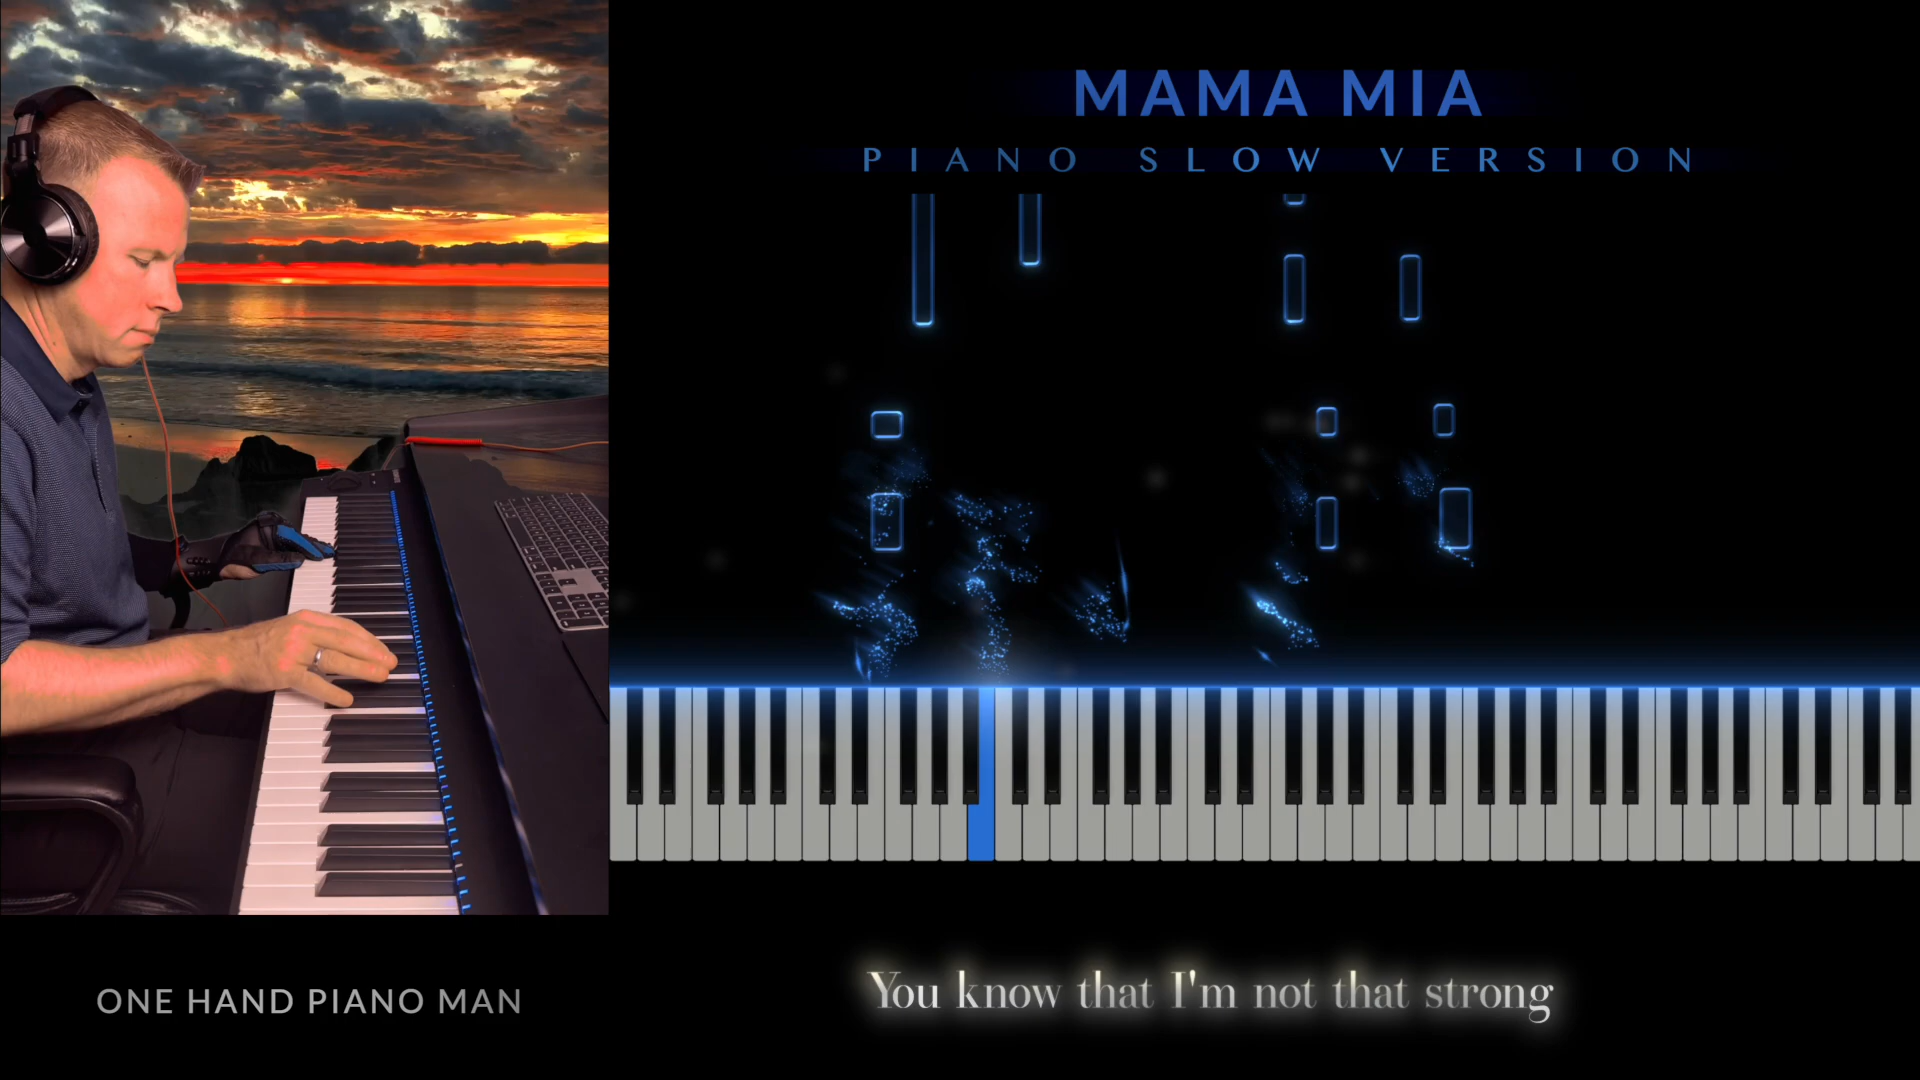 MAMA MIA
PIANO SLOW VERSION
ONE HAND PIANO MAN
You know that I'm not that strong